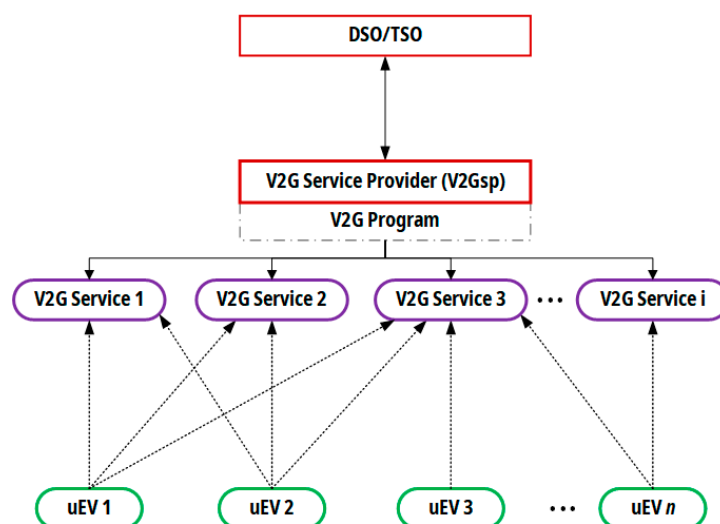 DSO/TSO
V2G Service Provider (V2Gsp)
V2G Program
V2G Service 1
V2G Service 2
V2G Service 3
•••
V2G Service i
uEV 1
uEV 2
uEV 3
•••
uEV n